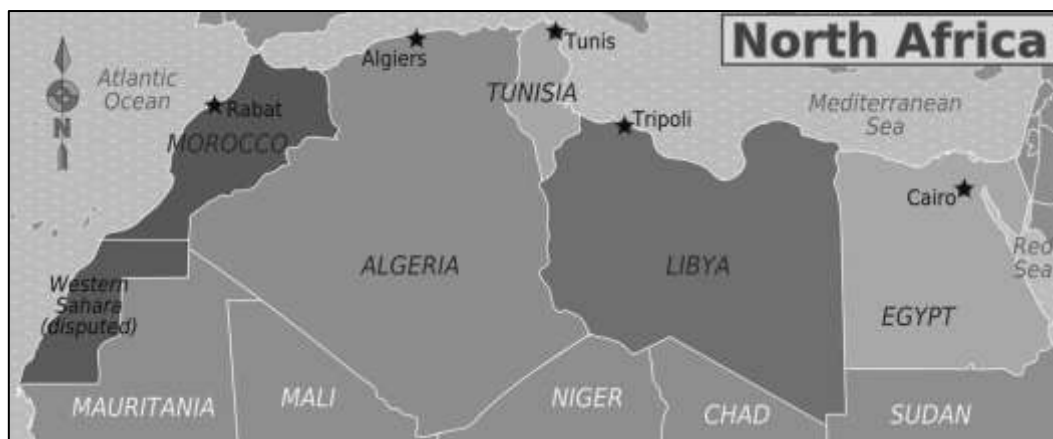 North Africa
Atlantic
Ocean
N
Algiers
Tunis
Rabat
MOROCCO
TUNISIA
Tripoli
Mediterranean
Sea
Cairo
Red
Sea
ALGERIA
LIBYA
EGYPT
Western
Sahara
(disputed)
MAURITANIA
MALI
NIGER
CHAD
SUDAN